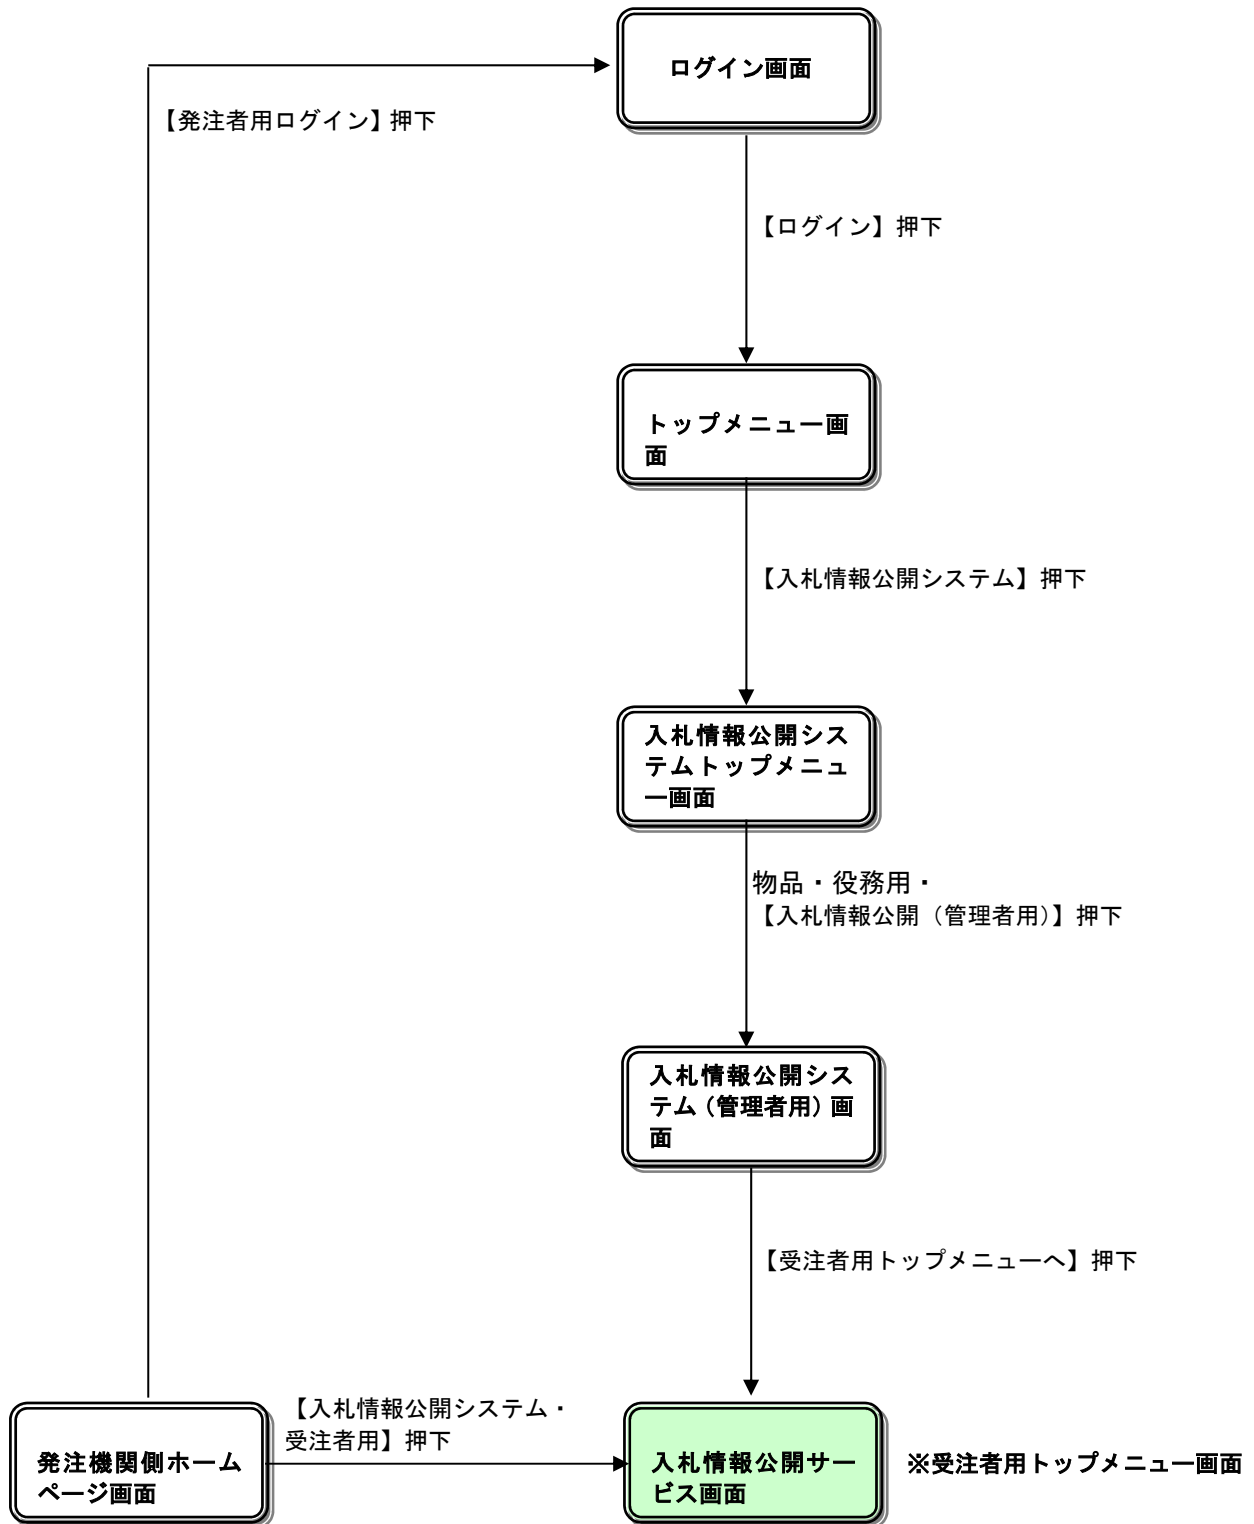 ログイン画面
【発注者用ログイン】押下
【ログイン】押下
トップメニュー画
面
【入札情報公開システム】押下
入札情報公開シス
テムトップメニュ
ー画面
物品・役務用・
【入札情報公開（管理者用）】押下
入札情報公開シス
テム（管理者用）画
面
【受注者用トップメニューへ】押下
【入札情報公開システム・
受注者用】押下
発注機関側ホーム
ページ画面
入札情報公開サー
ビス画面
※受注者用トップメニュー画面